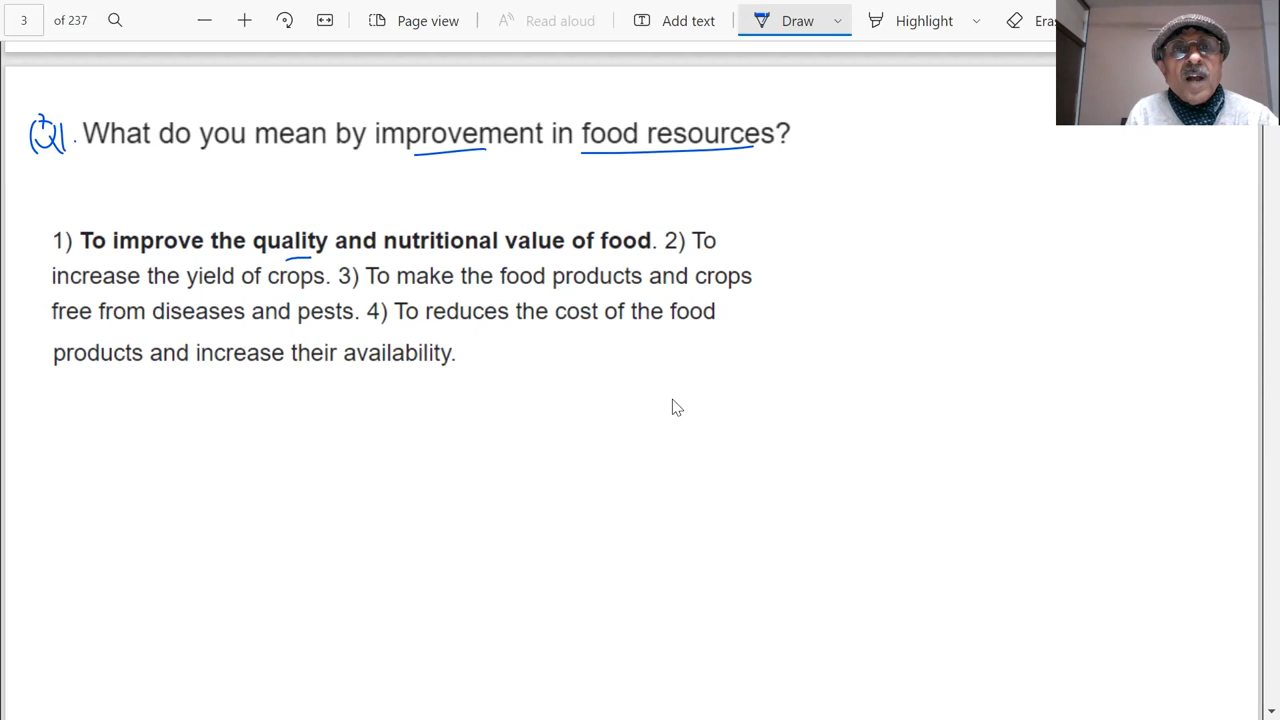 3 of 237 Page view Read aloud Add text Draw Highlight
Q1. What do you mean by improvement in food resources?
1) To improve the quality and nutritional value of food. 2) To
increase the yield of crops. 3) To make the food products and crops
free from diseases and pests. 4) To reduces the cost of the food
products and increase their availability.